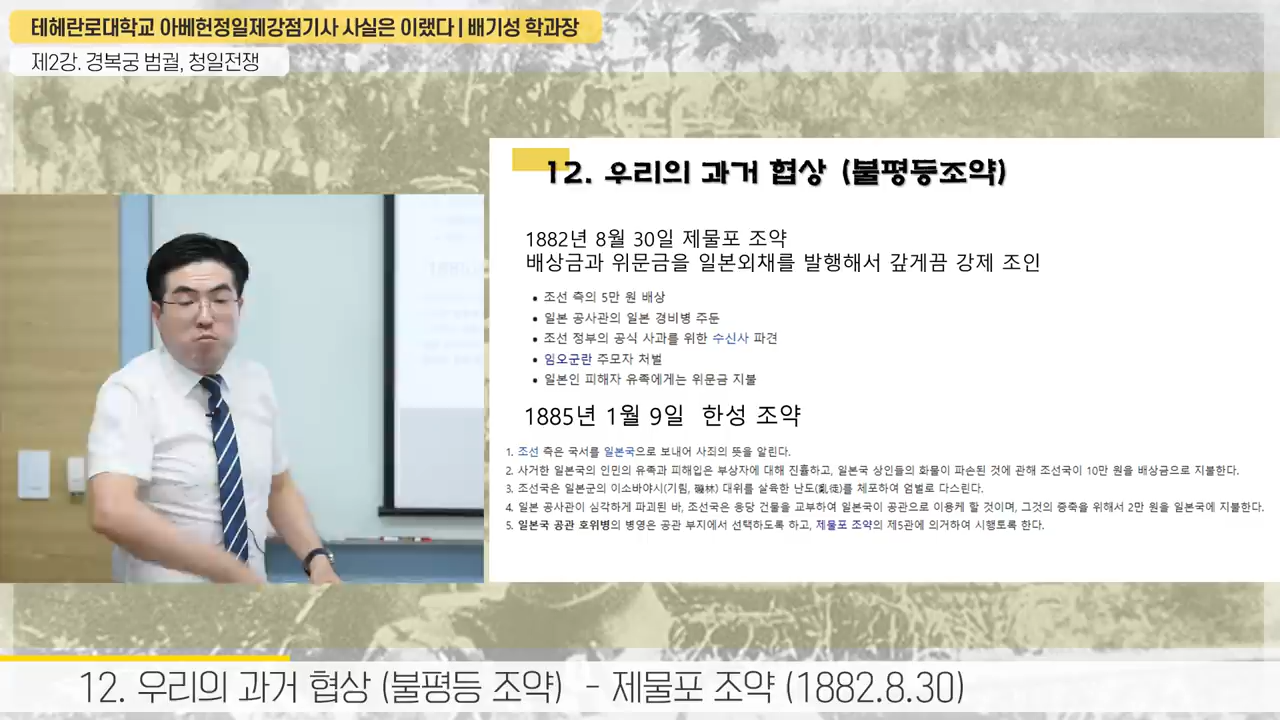 테헤란로대학교 아베헌정일제강점기사 사실은 이랬다 | 배기성 학과장
제2강. 경복궁 범궐, 청일전쟁
12. 우리의 과거 협상 (불평등조약)
1882년 8월 30일 제물포 조약
배상금과 위문금을 일본외채를 발행해서 갚게끔 강제 조인
• 조선 측의 5만 원 배상
• 일본 공사관의 일본 경비병 주둔
• 조선 정부의 공식 사과를 위한 수신사 파견
• 임오군란 주모자 처벌
• 일본인 피해자 유족에게는 위문금 지불
1885년 1월 9일 한성 조약
1. 조선 측은 국서를 일본국으로 보내어 사죄의 뜻을 알린다.
2. 사거한 일본국의 인민의 유족과 피해입은 부상자에 대해 진휼하고, 일본국 상인들의 화물이 파손된 것에 관해 조선국이 10만 원을 배상금으로 지불한다.
3. 조선국은 일본군의 이소바야시(기림, 磯林) 대위를 살육한 난도(亂徒)를 체포하여 엄벌로 다스린다.
4. 일본 공사관이 심각하게 파괴된 바, 조선국은 응당 건물을 교부하여 일본국이 공관으로 이용케 할 것이며, 그것의 증축을 위해서 2만 원을 일본국에 지불한다.
5. 일본국 공관 호위병의 병영은 공관 부지에서 선택하도록 하고, 제물포 조약의 제5관에 의거하여 시행토록 한다.
12. 우리의 과거 협상 (불평등 조약) - 제물포 조약 (1882.8.30)